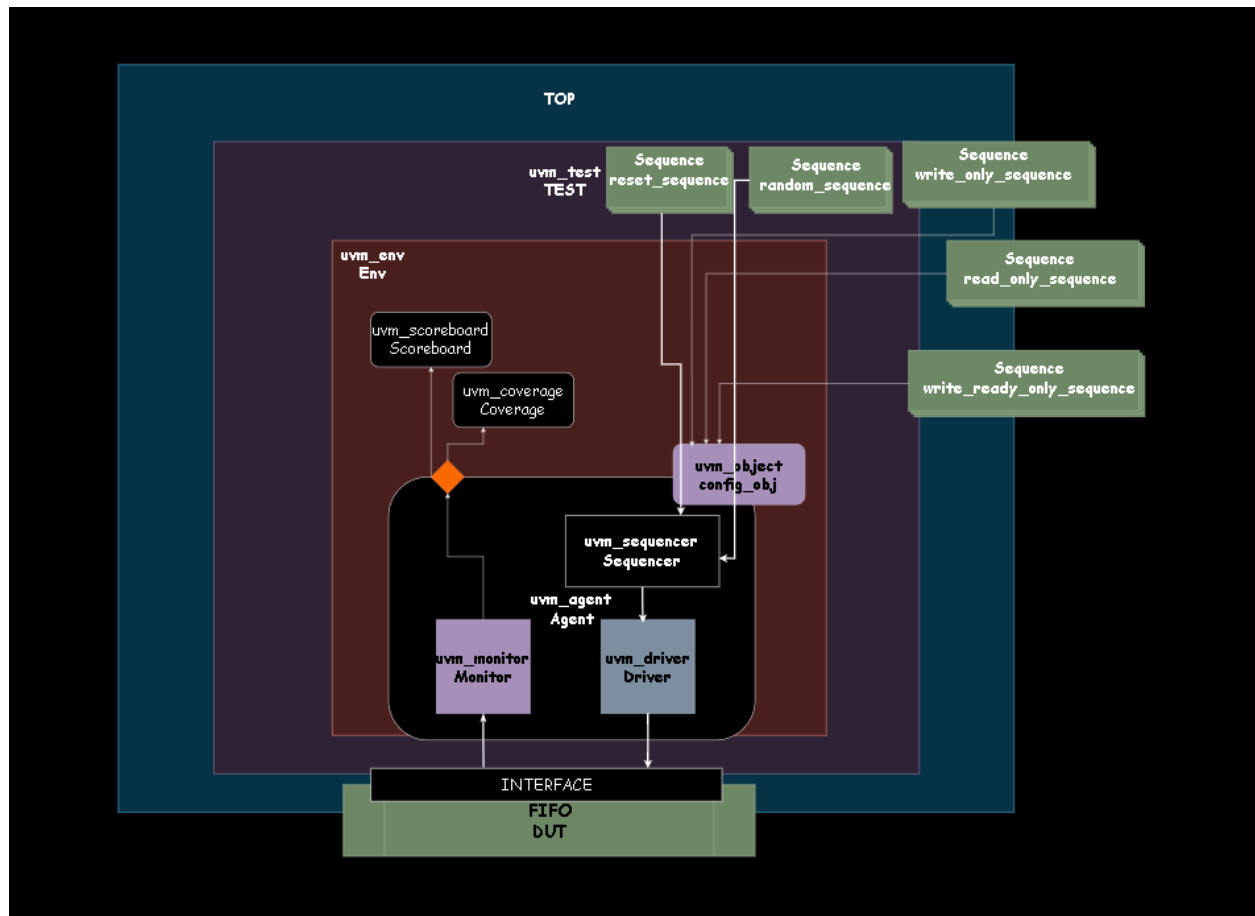 TOP
uvm_test
TEST
Sequence
reset_sequence
Sequence
random_sequence
Sequence
write_only_sequence
uvm_env
Env
Sequence
read_only_sequence
uvm_scoreboard
Scoreboard
Sequence
write_ready_only_sequence
uvm_coverage
Coverage
uvm_object
config_obj
uvm_sequencer
Sequencer
uvm_agent
Agent
uvm_monitor
Monitor
uvm_driver
Driver
INTERFACE
FIFO
DUT